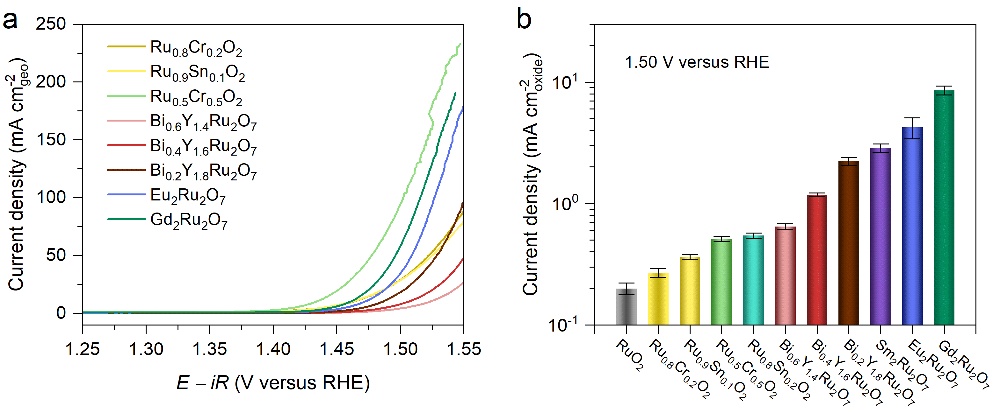 a
250
200
150
100
50
0
Current density (mA cm⁻²geo)
Ru₀.₈Cr₀.₂O₂
Ru₀.₉Sn₀.₁O₂
Ru₀.₅Cr₀.₅O₂
Bi₀.₆Y₁.₄Ru₂O₇
Bi₀.₄Y₁.₆Ru₂O₇
Bi₀.₂Y₁.₈Ru₂O₇
Eu₂Ru₂O₇
Gd₂Ru₂O₇
1.25 1.30 1.35 1.40 1.45 1.50 1.55
E – iR (V versus RHE)
b
Current density (mA cm⁻²oxide)
10¹
10⁰
10⁻¹
1.50 V versus RHE
RuO₂
Ru₀.₈Cr₀.₂O₂
Ru₀.₉Sn₀.₁O₂
Ru₀.₅Cr₀.₅O₂
Ru₀.₈Sn₀.₂O₂
Bi₀.₆Y₁.₄Ru₂O₇
Bi₀.₄Y₁.₆Ru₂O₇
Bi₀.₂Y₁.₈Ru₂O₇
Sm₂Ru₂O₇
Eu₂Ru₂O₇
Gd₂Ru₂O₇